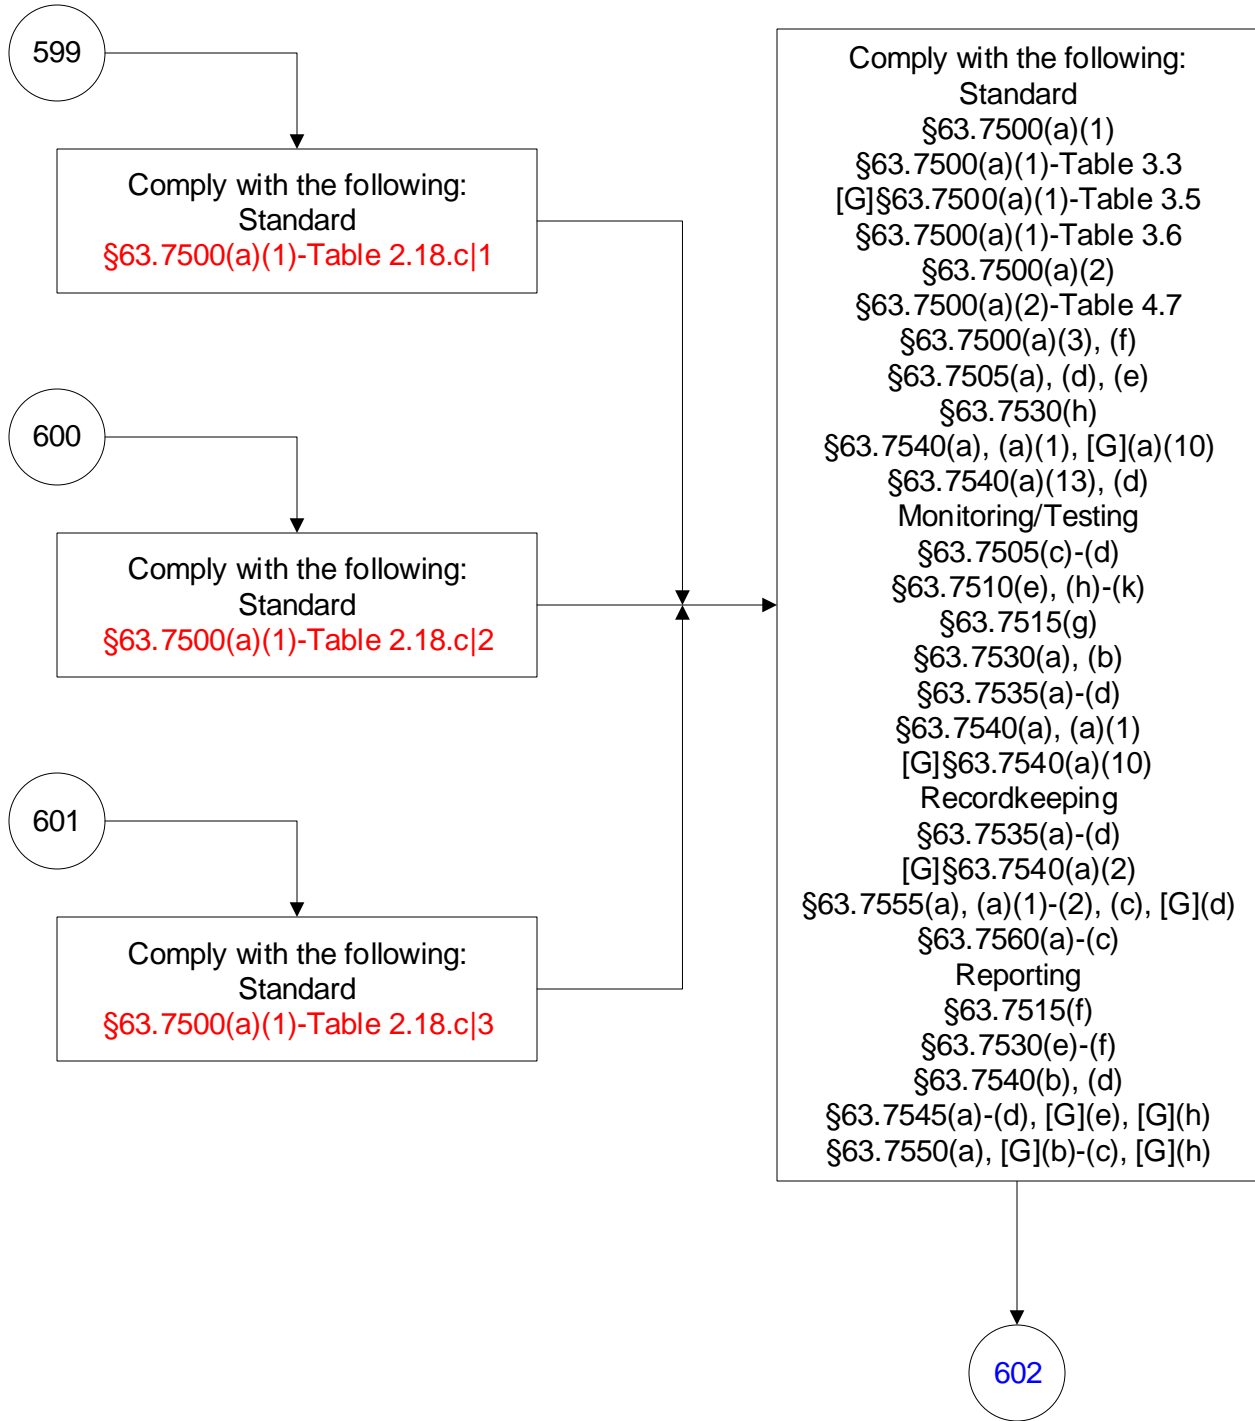 599
Comply with the following:
Standard
§63.7500(a)(1)-Table 2.18.c|1
600
Comply with the following:
Standard
§63.7500(a)(1)-Table 2.18.c|2
601
Comply with the following:
Standard
§63.7500(a)(1)-Table 2.18.c|3
Comply with the following:
Standard
§63.7500(a)(1)
§63.7500(a)(1)-Table 3.3
[G]§63.7500(a)(1)-Table 3.5
§63.7500(a)(1)-Table 3.6
§63.7500(a)(2)
§63.7500(a)(2)-Table 4.7
§63.7500(a)(3), (f)
§63.7505(a), (d), (e)
§63.7530(h)
§63.7540(a), (a)(1), [G](a)(10)
§63.7540(a)(13), (d)
Monitoring/Testing
§63.7505(c)-(d)
§63.7510(e), (h)-(k)
§63.7515(g)
§63.7530(a), (b)
§63.7535(a)-(d)
§63.7540(a), (a)(1)
[G]§63.7540(a)(10)
Recordkeeping
§63.7535(a)-(d)
[G]§63.7540(a)(2)
§63.7555(a), (a)(1)-(2), (c), [G](d)
§63.7560(a)-(c)
Reporting
§63.7515(f)
§63.7530(e)-(f)
§63.7540(b), (d)
§63.7545(a)-(d), [G](e), [G](h)
§63.7550(a), [G](b)-(c), [G](h)
602